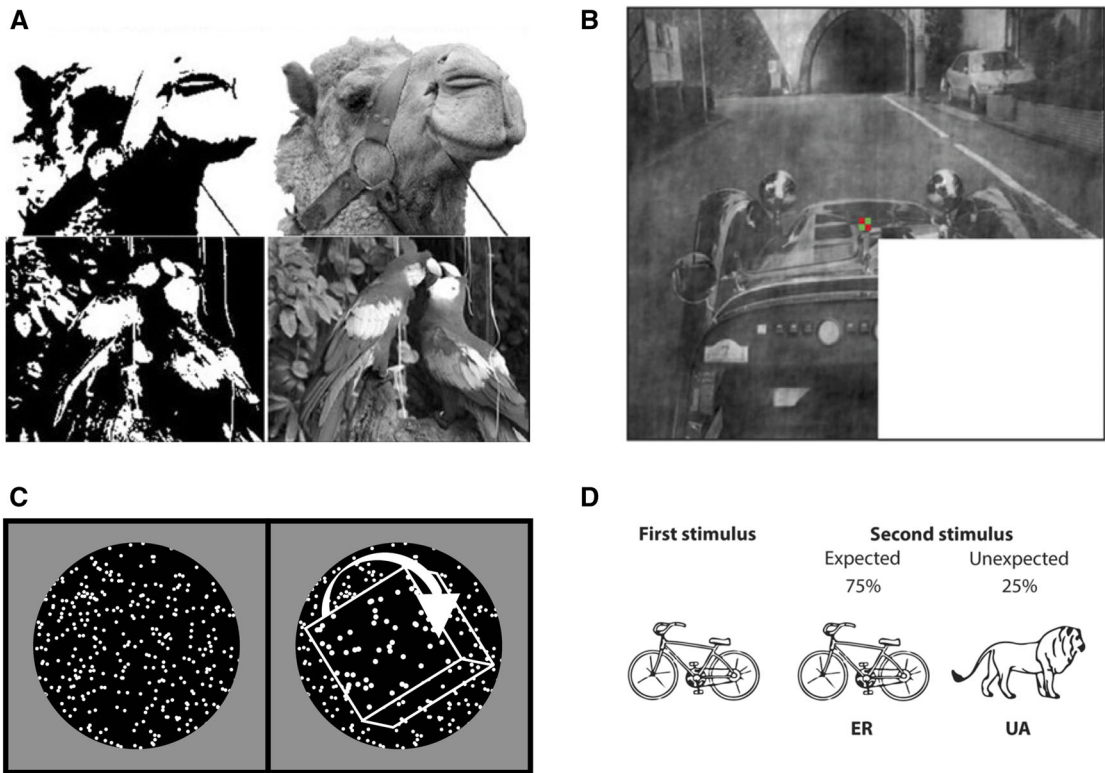 A
B
C
D
First stimulus
Second stimulus
Expected
Unexpected
75%
25%
ER
UA